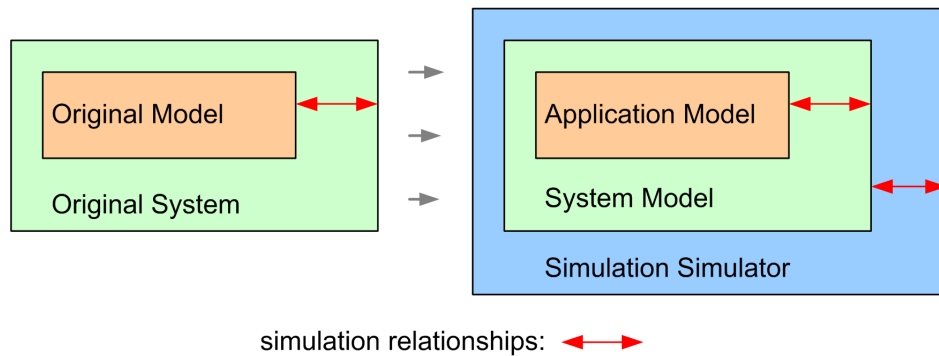 Original Model
Original System
Application Model
System Model
Simulation Simulator
simulation relationships: